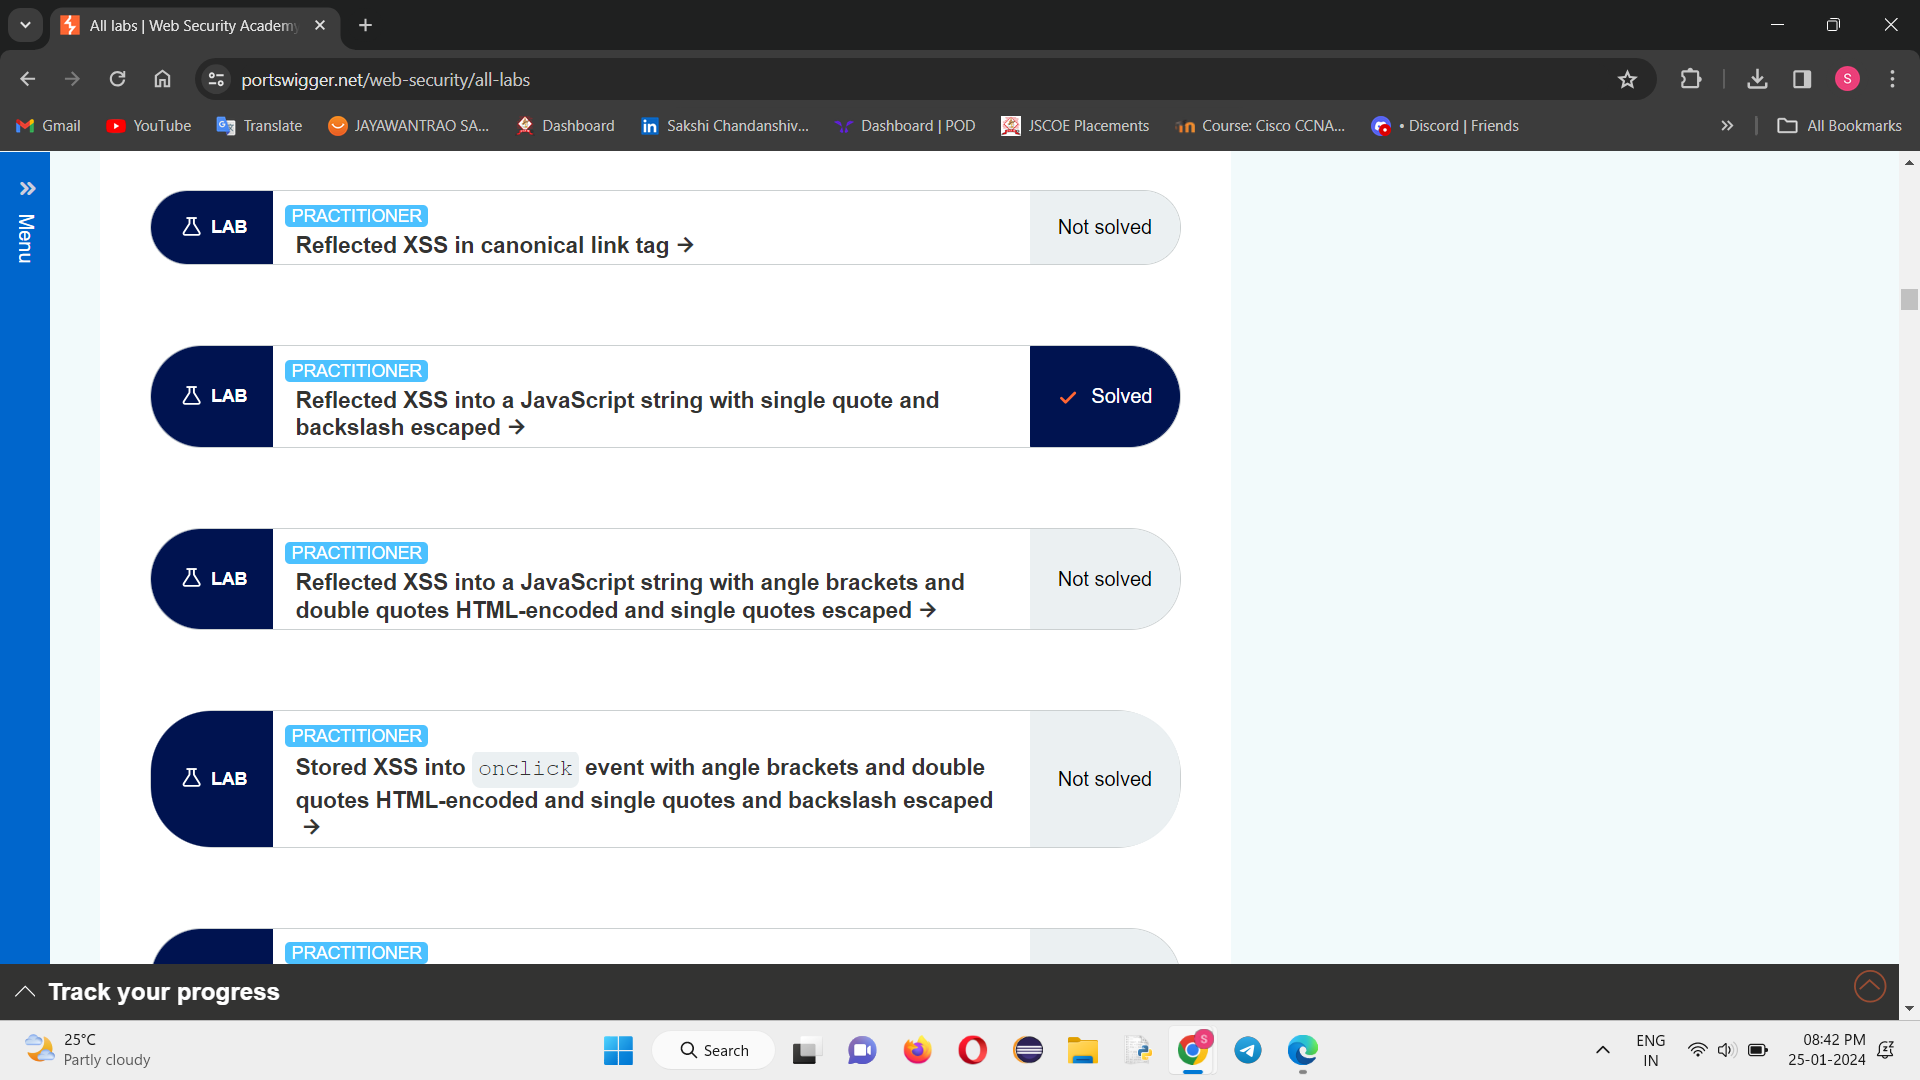 All labs | Web Security Academy
portswigger.net/web-security/all-labs
S
Gmail
YouTube
Translate
JAYAWANTRAO SA...
Dashboard
Sakshi Chandanshiv...
Dashboard | POD
JSCOE Placements
Course: Cisco CCNA...
• Discord | Friends
»
All Bookmarks
Menu
LAB
PRACTITIONER
Reflected XSS in canonical link tag →
Not solved
LAB
PRACTITIONER
Reflected XSS into a JavaScript string with single quote and
backslash escaped →
Solved
LAB
PRACTITIONER
Reflected XSS into a JavaScript string with angle brackets and
double quotes HTML-encoded and single quotes escaped →
Not solved
LAB
PRACTITIONER
Stored XSS into onclick event with angle brackets and double
quotes HTML-encoded and single quotes and backslash escaped
→
Not solved
PRACTITIONER
Track your progress
25°C
Partly cloudy
Search
S
ENG
IN
08:42 PM
25-01-2024